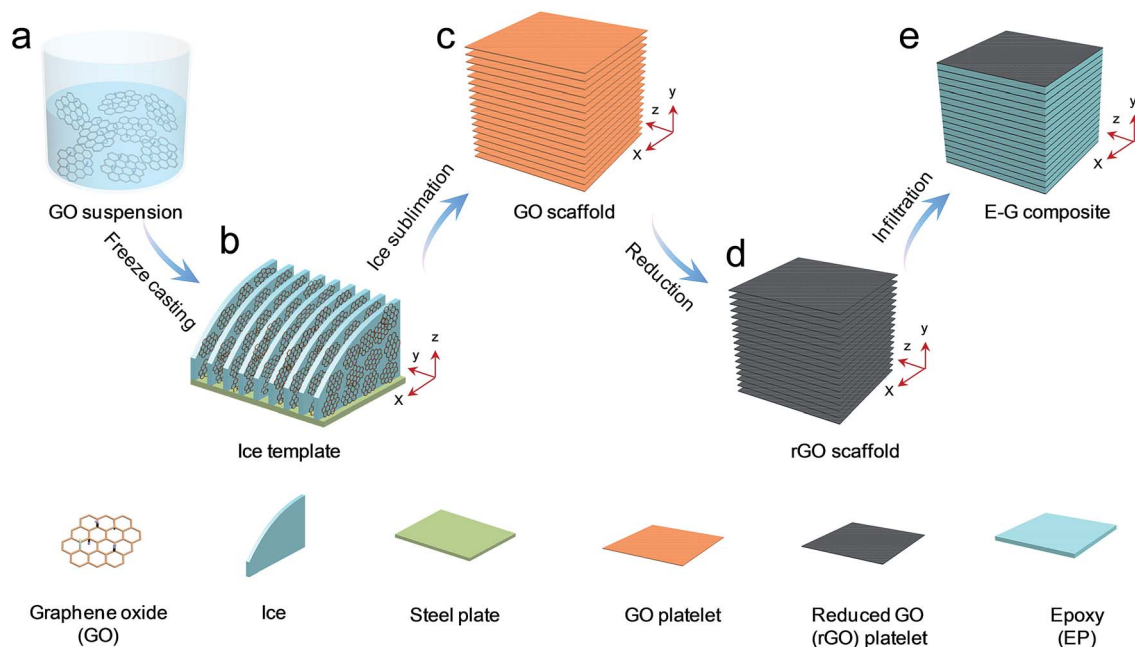 a
GO suspension
Freeze casting
b
z
y
x
Ice template
Ice sublimation
c
y
z
x
GO scaffold
Reduction
d
y
z
x
rGO scaffold
Infiltration
e
y
z
x
E-G composite
Graphene oxide
(GO)
Ice
Steel plate
GO platelet
Reduced GO
(rGO) platelet
Epoxy
(EP)